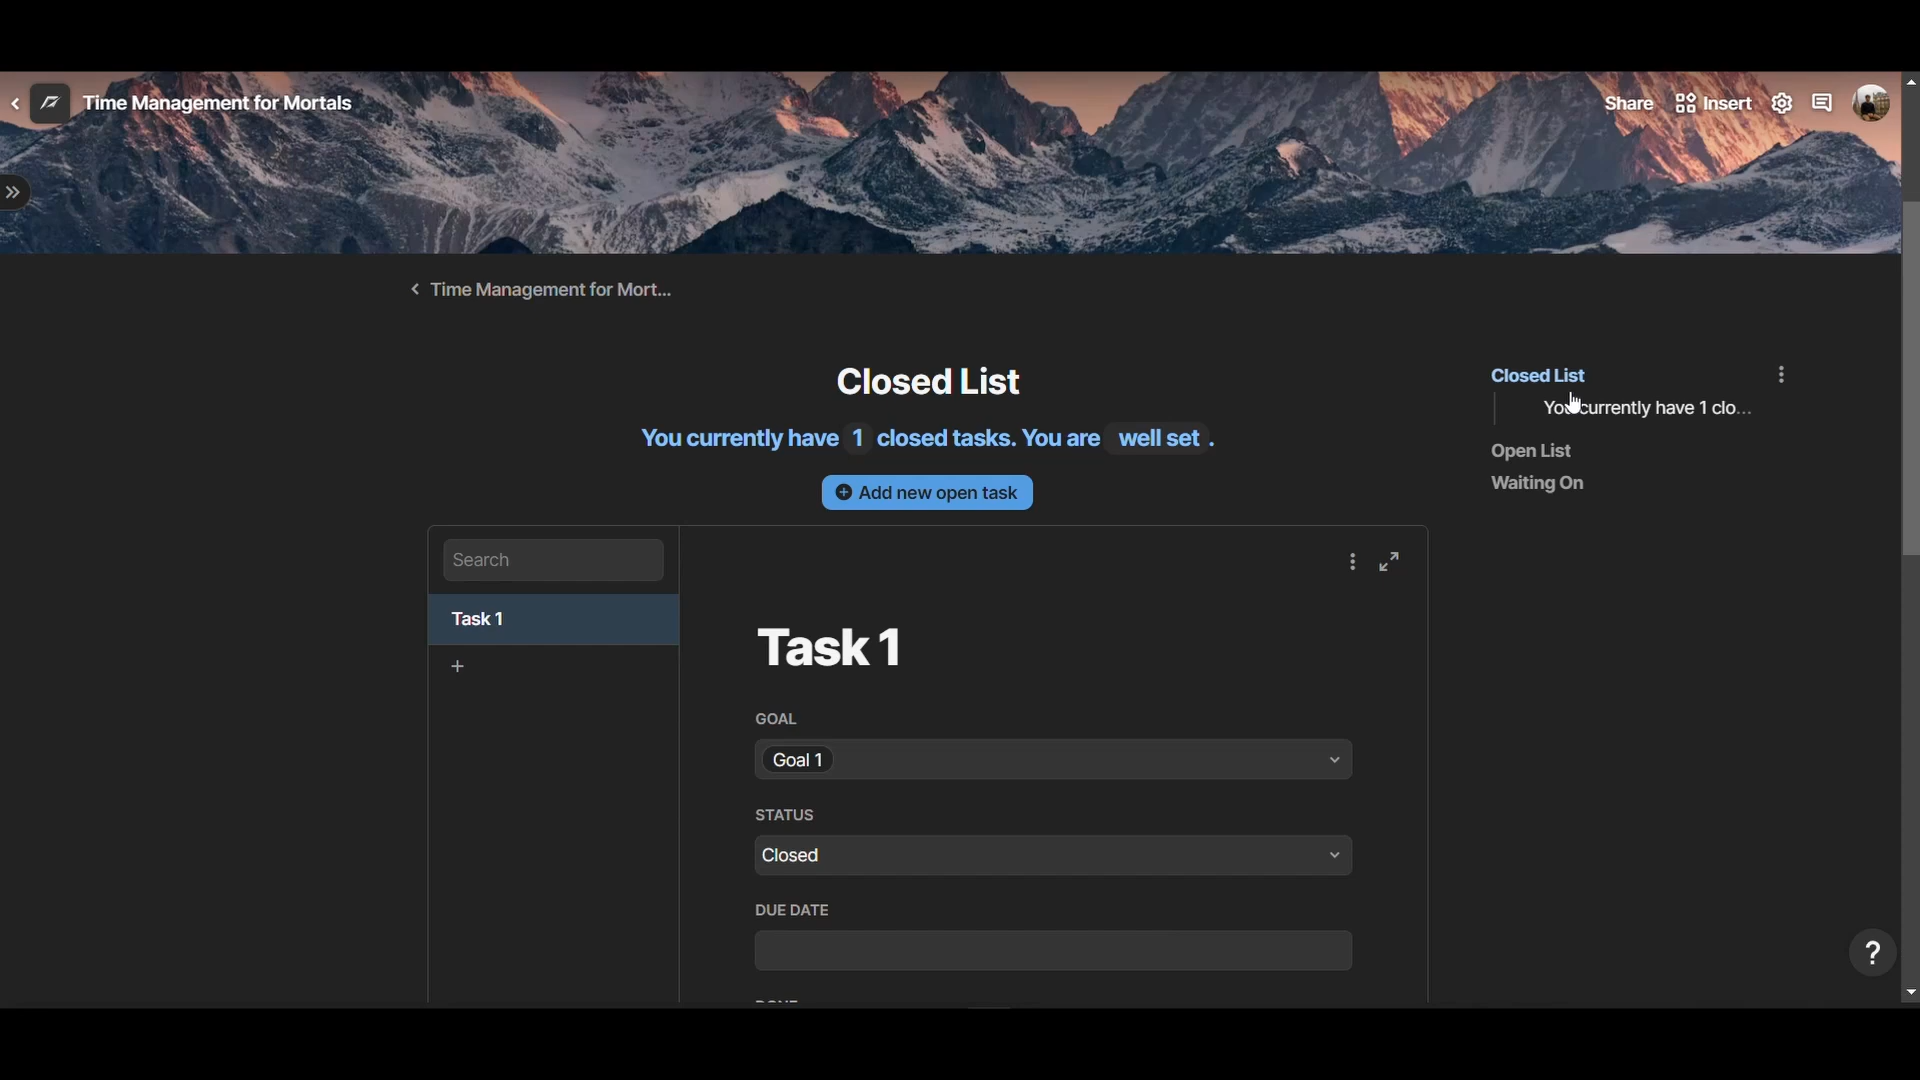 Time Management for Mortals
Share
Insert
Time Management for Mort...
Closed List
You currently have 1 closed tasks. You are well set .
Add new open task
Closed List
You currently have 1 clo...
Open List
Waiting On
Search
Task 1
+
Task 1
GOAL
Goal 1
STATUS
Closed
DUE DATE
?